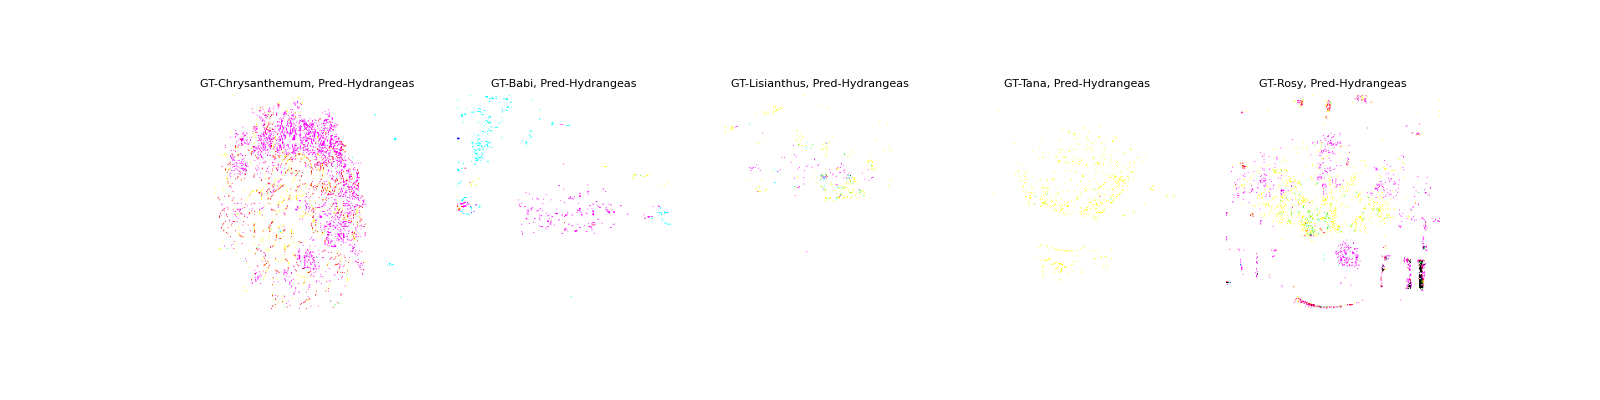 GT-Chrysanthemum, Pred-Hydrangeas
GT-Babi, Pred-Hydrangeas
GT-Lisianthus, Pred-Hydrangeas
GT-Tana, Pred-Hydrangeas
GT-Rosy, Pred-Hydrangeas